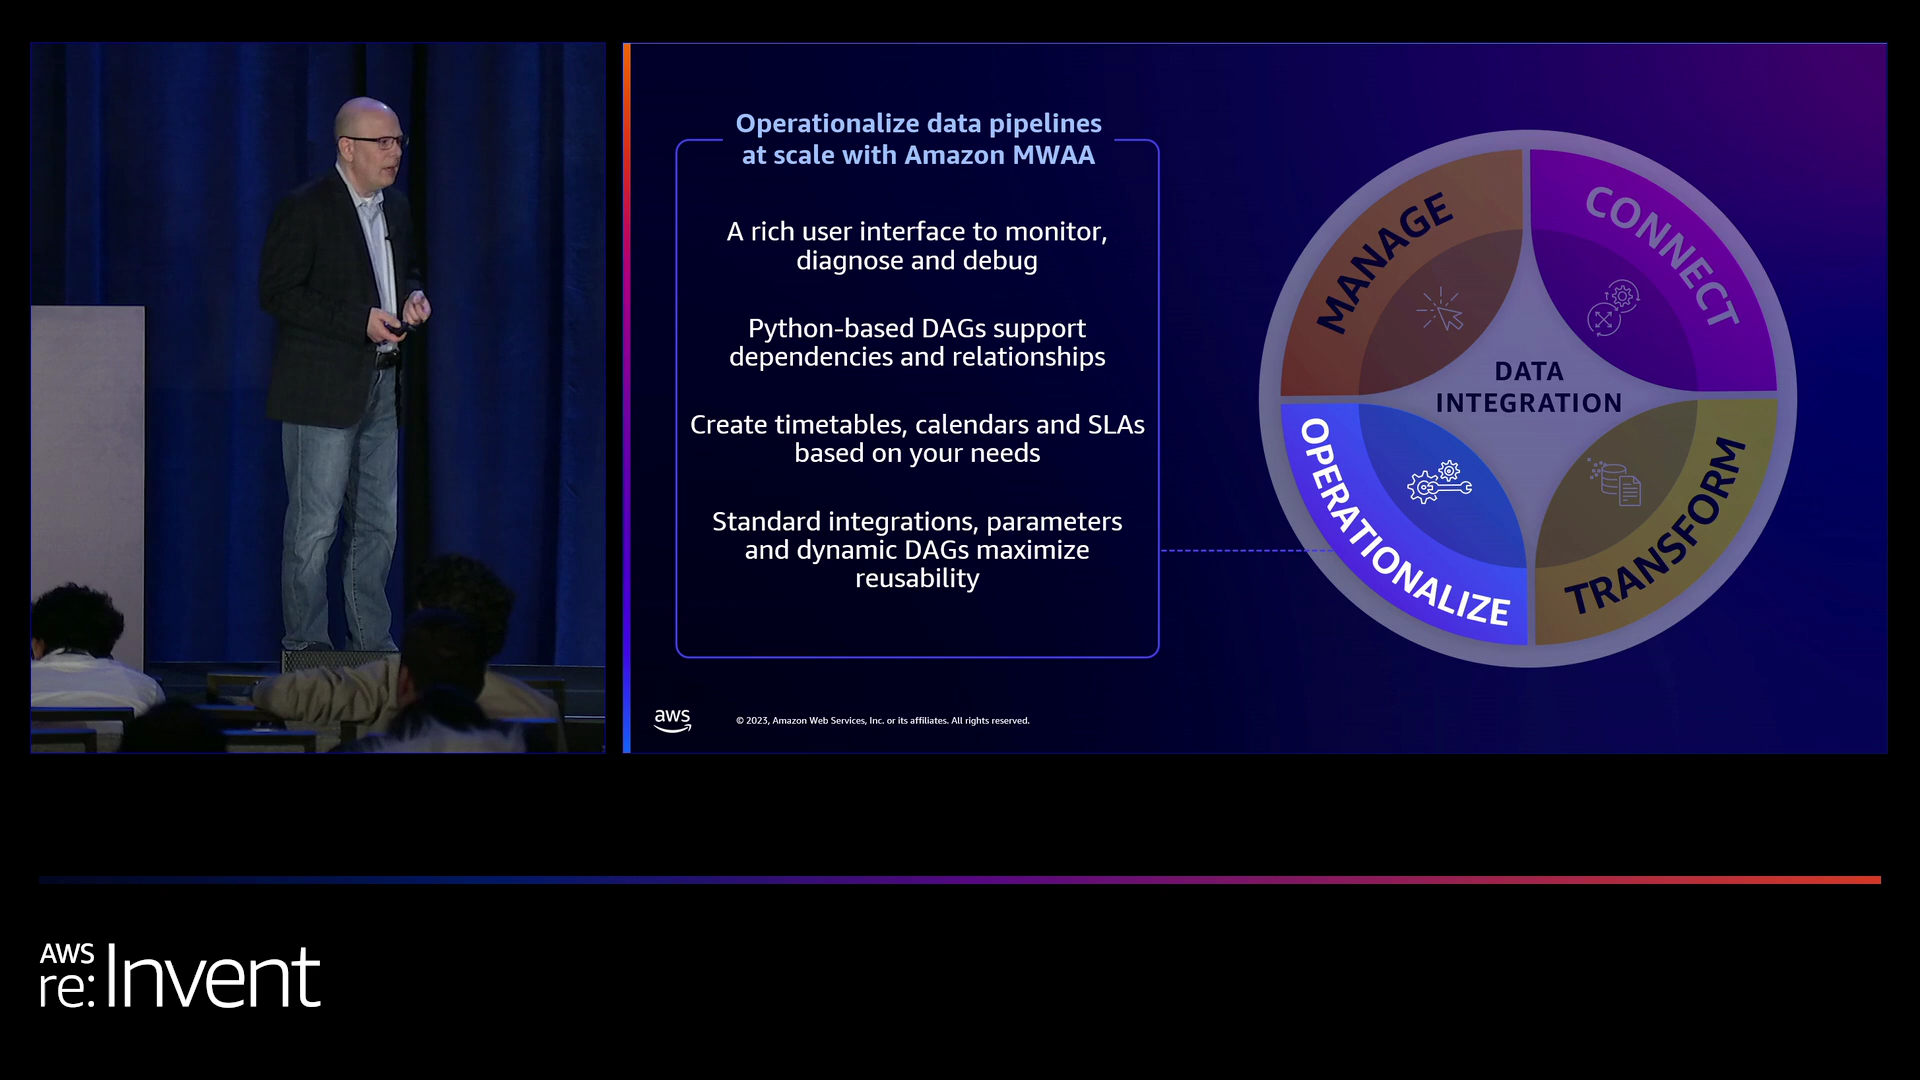 Operationalize data pipelines
at scale with Amazon MWAA
A rich user interface to monitor,
diagnose and debug
Python-based DAGs support
dependencies and relationships
Create timetables, calendars and SLAs
based on your needs
Standard integrations, parameters
and dynamic DAGs maximize
reusability
MANAGE
CONNECT
DATA
INTEGRATION
OPERATIONALIZE
TRANSFORM
aws
© 2023, Amazon Web Services, Inc. or its affiliates. All rights reserved.
AWS
re:Invent